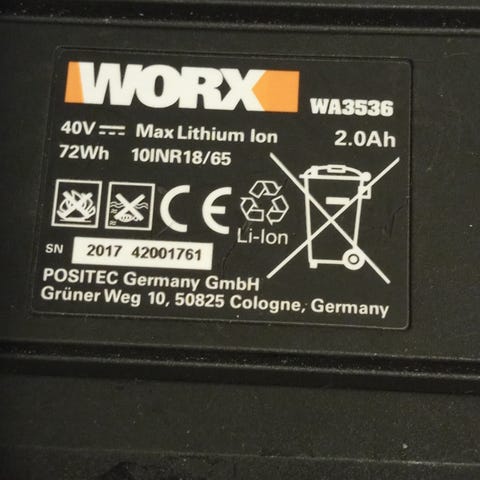 WORX
WA3536
40V Max Lithium Ion 2.0Ah
72Wh 10INR18/65
CE
Li-Ion
SN 2017 42001761
POSITEC Germany GmbH
Grüner Weg 10, 50825 Cologne, Germany